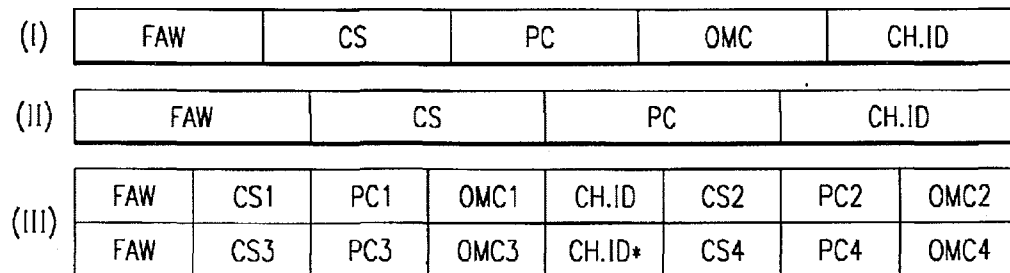 (I) FAW CS PC OMC CH.ID
(II) FAW CS PC CH.ID
(III) FAW CS1 PC1 OMC1 CH.ID CS2 PC2 OMC2
FAW CS3 PC3 OMC3 CH.ID* CS4 PC4 OMC4